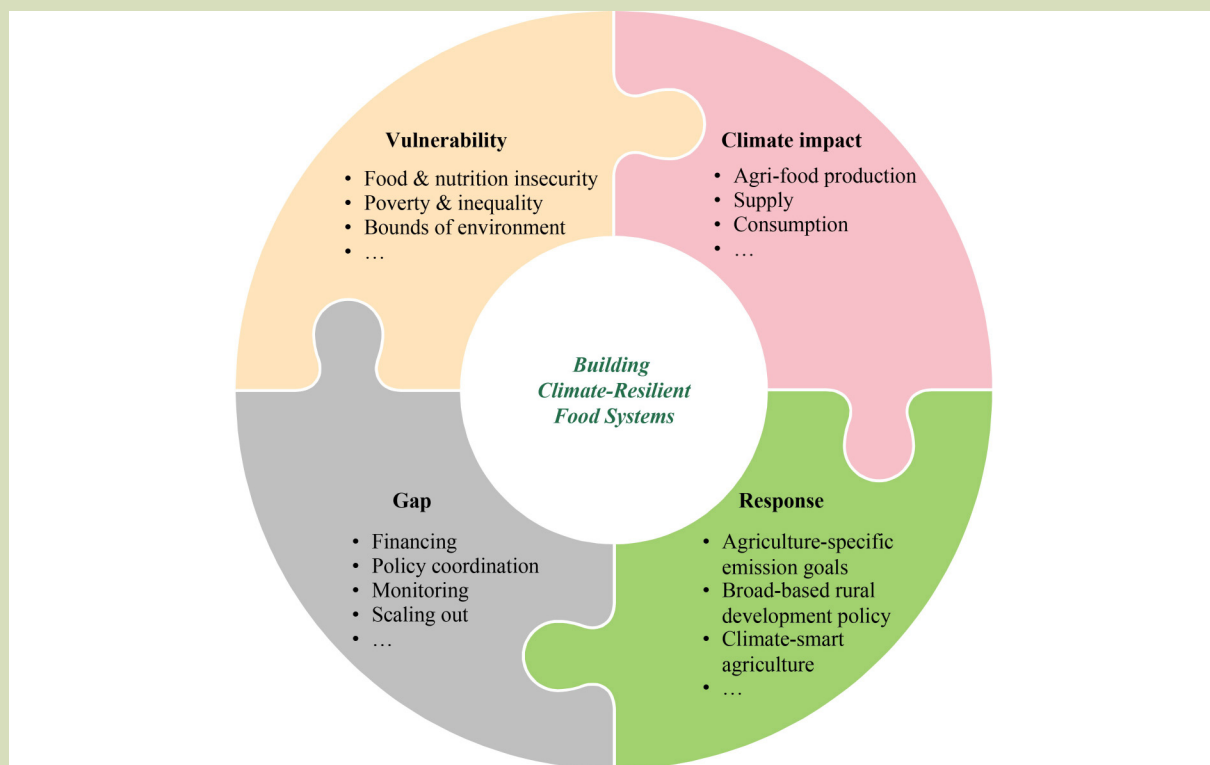 Vulnerability
• Food & nutrition insecurity
• Poverty & inequality
• Bounds of environment
• …
Climate impact
• Agri-food production
• Supply
• Consumption
• …
Building
Climate-Resilient
Food Systems
Gap
• Financing
• Policy coordination
• Monitoring
• Scaling out
• …
Response
• Agriculture-specific
emission goals
• Broad-based rural
development policy
• Climate-smart
agriculture
• …